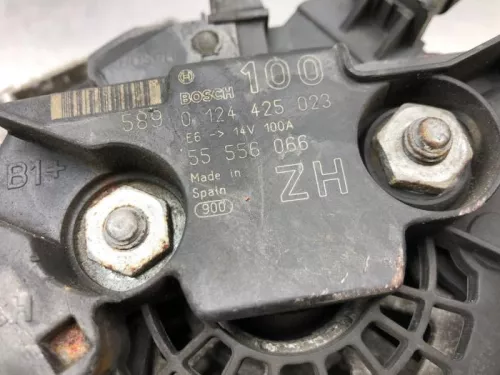 100
BOSCH
589 0 124 425 023
E6 -> 14V 100A
55 556 066
Made in
Spain
ZH
900
B1+